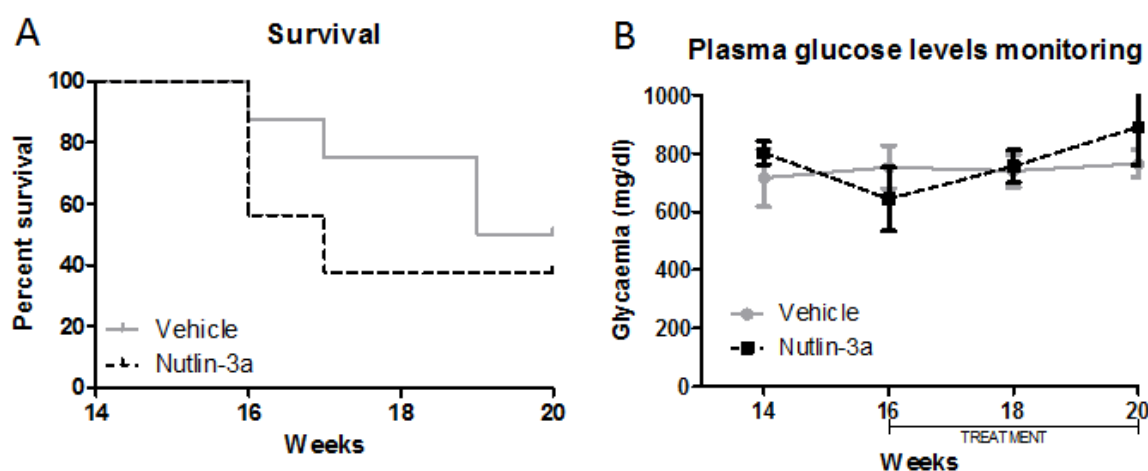 A
Survival
Percent survival
100
80
60
40
20
0
Vehicle
Nutlin-3a
14
16
18
20
Weeks
B
Plasma glucose levels monitoring
Glycaemia (mg/dl)
1000
800
600
400
200
0
Vehicle
Nutlin-3a
14
16
18
20
TREATMENT
Weeks